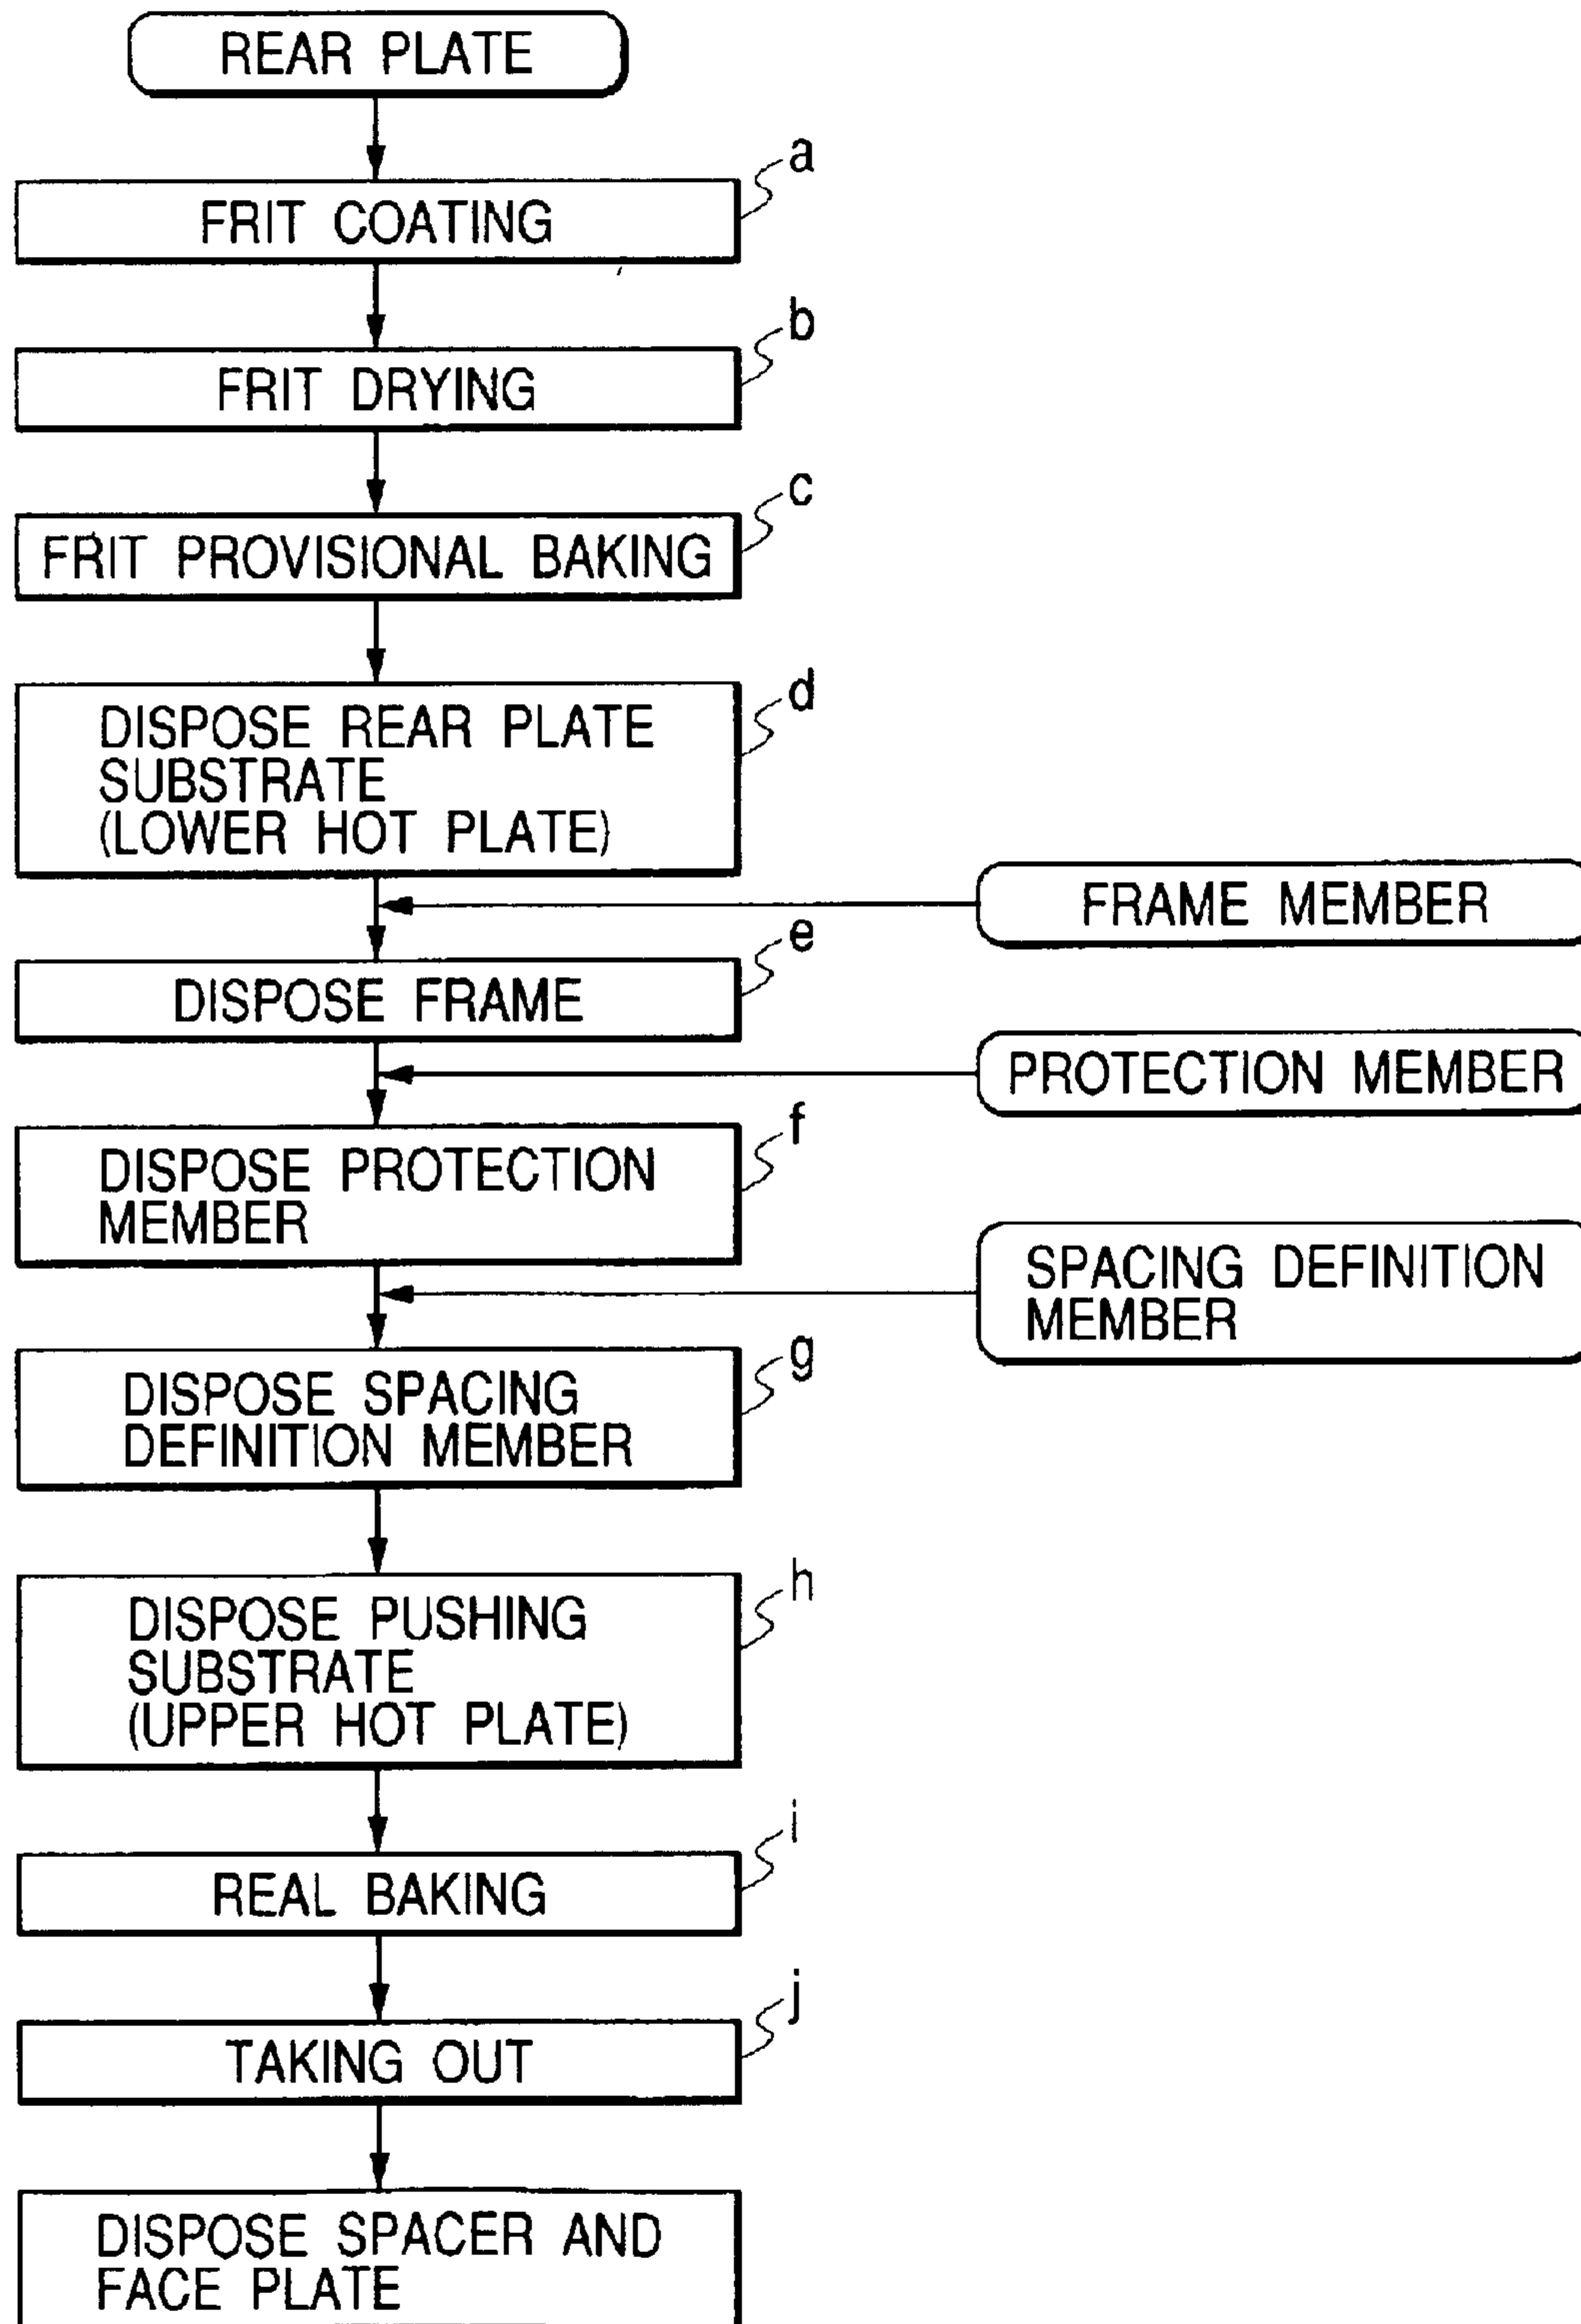 REAR PLATE
a
FRIT COATING
b
FRIT DRYING
c
FRIT PROVISIONAL BAKING
d
DISPOSE REAR PLATE
SUBSTRATE
(LOWER HOT PLATE)
FRAME MEMBER
e
DISPOSE FRAME
PROTECTION MEMBER
f
DISPOSE PROTECTION
MEMBER
SPACING DEFINITION
MEMBER
g
DISPOSE SPACING
DEFINITION MEMBER
h
DISPOSE PUSHING
SUBSTRATE
(UPPER HOT PLATE)
i
REAL BAKING
j
TAKING OUT
DISPOSE SPACER AND
FACE PLATE